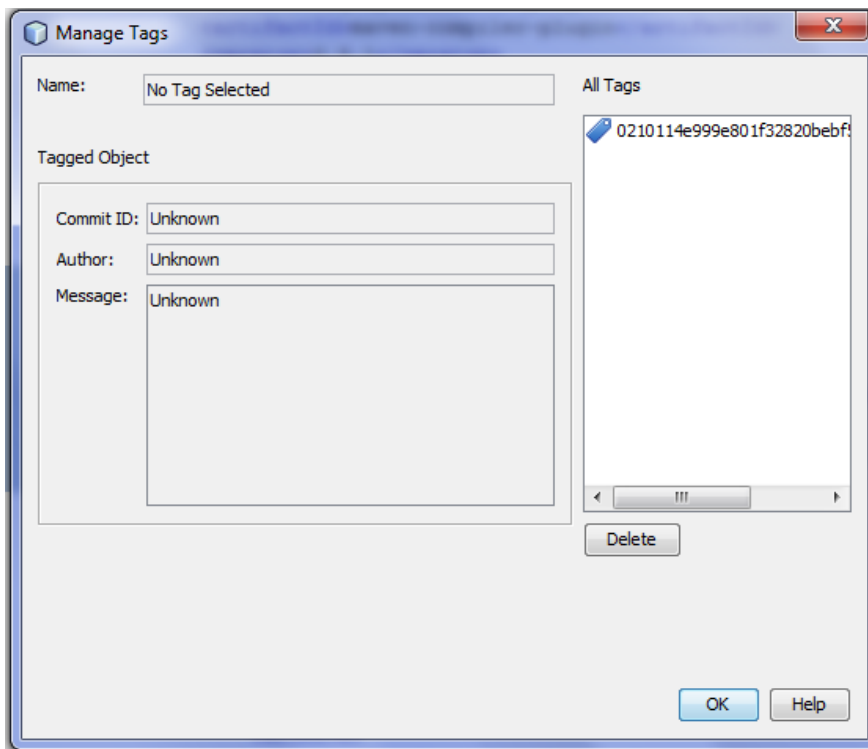 Manage Tags
Name:
No Tag Selected
All Tags
0210114e999e801f32820bebf5
Tagged Object
Commit ID:
Unknown
Author:
Unknown
Message:
Unknown
Delete
OK
Help